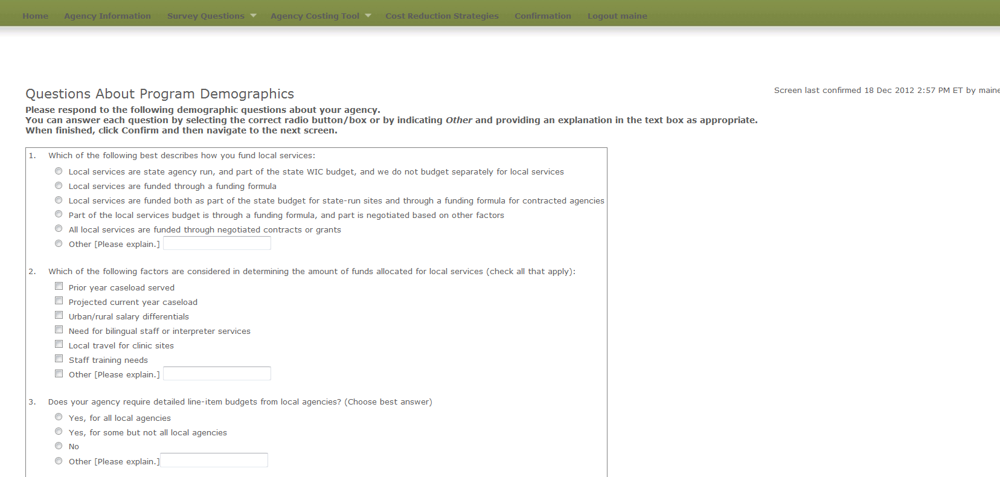 Home Agency Information Survey Questions Agency Costing Tool Cost Reduction Strategies Confirmation Logout maine
Screen last confirmed 18 Dec 2012 2:57 PM ET by maine
Questions About Program Demographics
Please respond to the following demographic questions about your agency.
You can answer each question by selecting the correct radio button/box or by indicating Other and providing an explanation in the text box as appropriate.
When finished, click Confirm and then navigate to the next screen.
1. Which of the following best describes how you fund local services:
Local services are state agency run, and part of the state WIC budget, and we do not budget separately for local services
Local services are funded through a funding formula
Local services are funded both as part of the state budget for state-run sites and through a funding formula for contracted agencies
Part of the local services budget is through a funding formula, and part is negotiated based on other factors
All local services are funded through negotiated contracts or grants
Other [Please explain.]
2. Which of the following factors are considered in determining the amount of funds allocated for local services (check all that apply):
Prior year caseload served
Projected current year caseload
Urban/rural salary differentials
Need for bilingual staff or interpreter services
Local travel for clinic sites
Staff training needs
Other [Please explain.]
3. Does your agency require detailed line-item budgets from local agencies? (Choose best answer)
Yes, for all local agencies
Yes, for some but not all local agencies
No
Other [Please explain.]